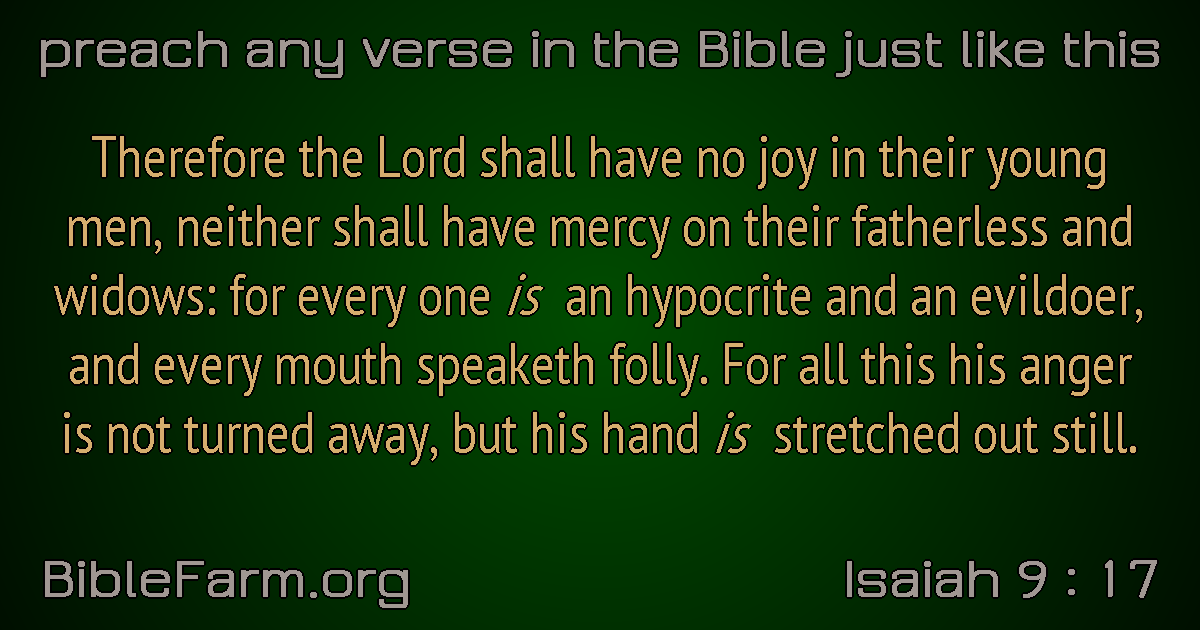 preach any verse in the Bible just like this
Therefore the Lord shall have no joy in their young
men, neither shall have mercy on their fatherless and
widows: for every one is an hypocrite and an evildoer,
and every mouth speaketh folly. For all this his anger
is not turned away, but his hand is stretched out still.
BibleFarm.org
Isaiah 9 : 17